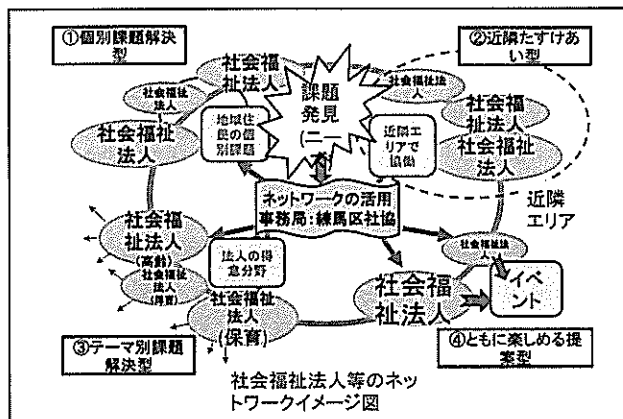 ①個別課題解決
型
②近隣たすけあ
い型
社会福
祉法人
社会福祉
法人
社会福祉
法人
課題
発見
(ニー
社会福祉法
人
社会福
祉法人
社会福祉
法人
地域住
民の個
別課題
近隣エ
リアで
協働
ネットワークの活用
事務局:練馬区社協
近隣
エリア
社会福
祉法人
(高齢)
社会福祉
法人
(保育)
社会福祉
法人
(保育)
法人の得
意分野
社会福祉法
人
社会福
祉法人
イベ
ント
③テーマ別課題
解決型
④ともに楽しめる提
案型
社会福祉法人等のネッ
トワークイメージ図